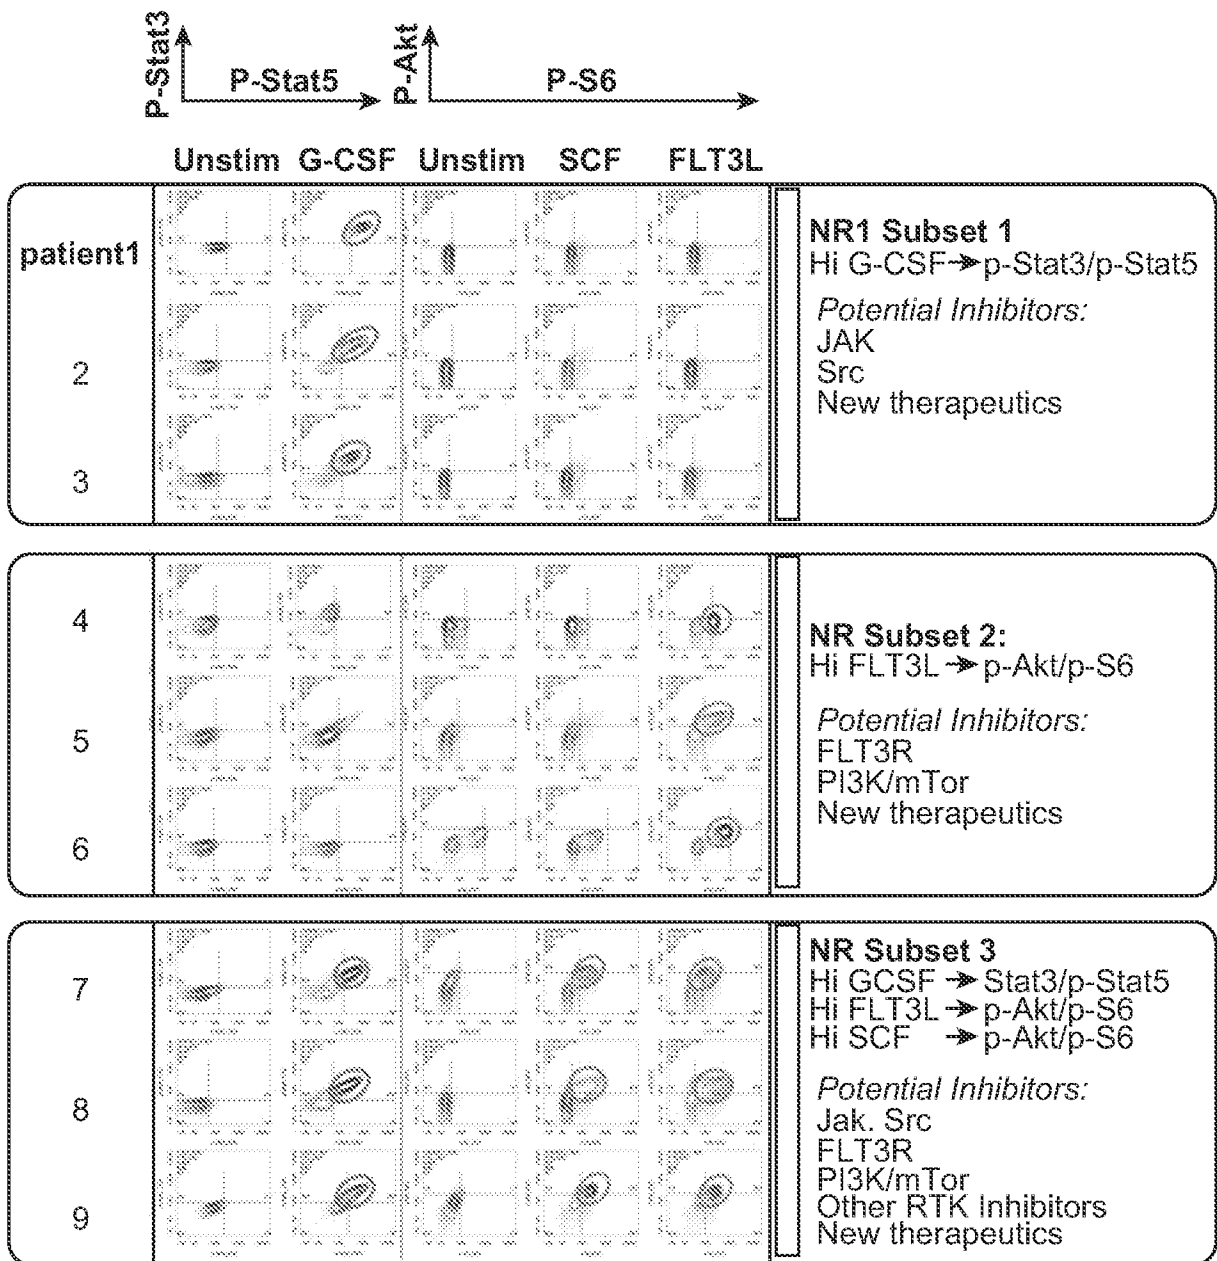 P-Stat3
P-Stat5
P-Akt
P-S6
Unstim G-CSF Unstim SCF FLT3L
patient1
2
3
NR1 Subset 1
Hi G-CSF➔p-Stat3/p-Stat5
Potential Inhibitors:
JAK
Src
New therapeutics
4
5
6
NR Subset 2:
Hi FLT3L ➔ p-Akt/p-S6
Potential Inhibitors:
FLT3R
PI3K/mTor
New therapeutics
7
8
9
NR Subset 3
Hi GCSF ➔ Stat3/p-Stat5
Hi FLT3L ➔ p-Akt/p-S6
Hi SCF ➔ p-Akt/p-S6
Potential Inhibitors:
Jak. Src
FLT3R
PI3K/mTor
Other RTK Inhibitors
New therapeutics